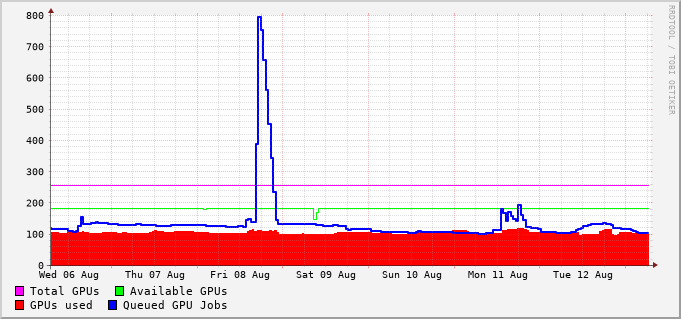 800
700
600
500
400
300
200
100
0
Wed 06 Aug Thu 07 Aug Fri 08 Aug Sat 09 Aug Sun 10 Aug Mon 11 Aug Tue 12 Aug
Total GPUs Available GPUs
GPUs used Queued GPU Jobs
RRDTOOL / TOBI OETIKER